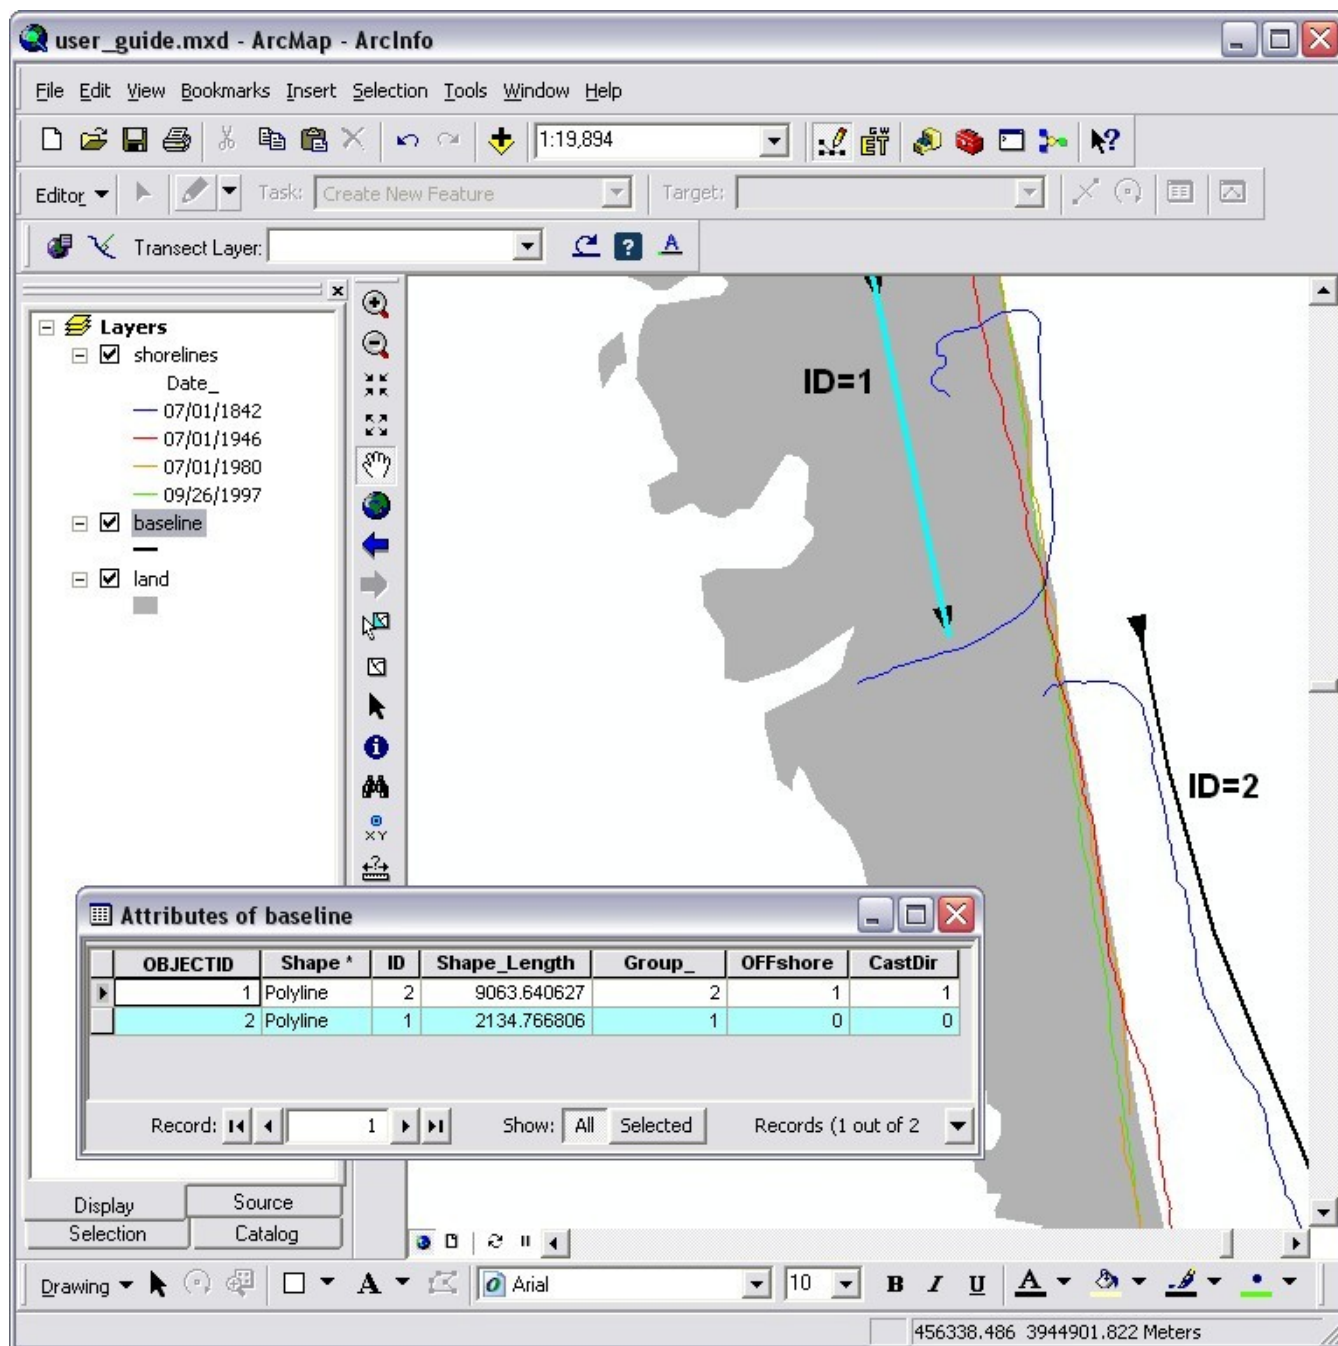 user_guide.mxd - ArcMap - ArcInfo
File Edit View Bookmarks Insert Selection Tools Window Help
1:19,894
Editor Task: Create New Feature Target:
Transect Layer:
Layers
shorelines
Date_
07/01/1842
07/01/1946
07/01/1980
09/26/1997
baseline
land
XY
ID=1
ID=2
Attributes of baseline
OBJECTID Shape * ID Shape_Length Group_ OFFshore CastDir
1 Polyline 2 9063.640627 2 1 1
2 Polyline 1 2134.766806 1 0 0
Record: 1 Show: All Selected Records (1 out of 2
Display Source
Selection Catalog
Drawing A Arial 10 B I U A
456338.486 3944901.822 Meters